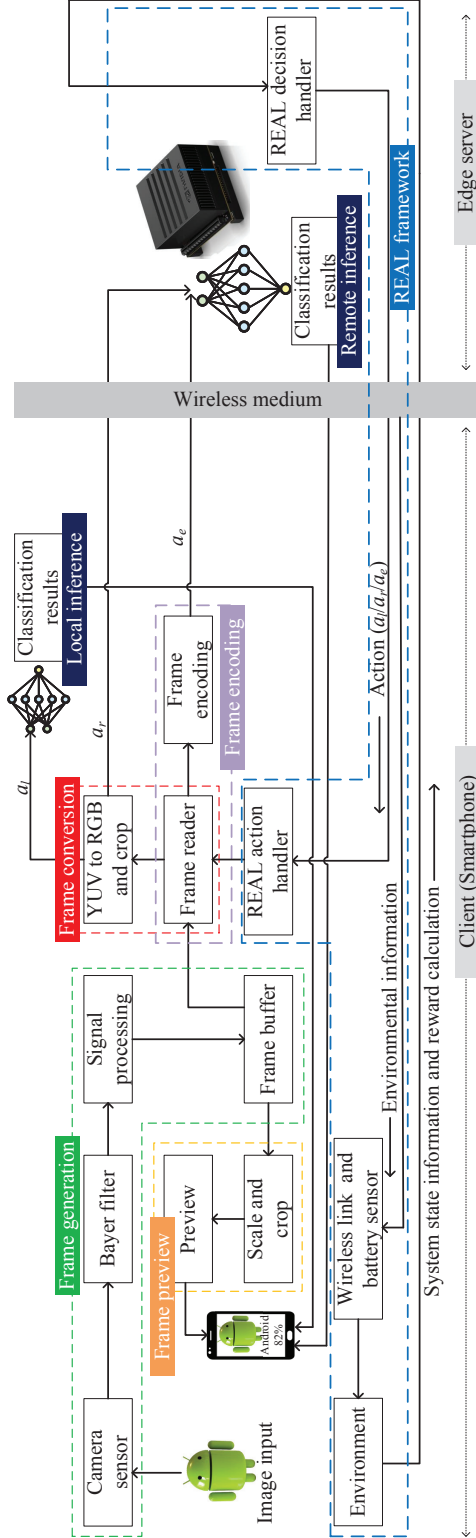 Frame generation
Camera
sensor
Bayer filter
Signal
processing
Image input
Frame preview
Preview
Scale and
crop
Frame buffer
Android
82%
Frame conversion
YUV to RGB
and crop
Frame reader
Frame
encoding
Frame encoding
REAL action
handler
a_l
a_r
a_e
Classification
results
Local inference
Wireless medium
Classification
results
Remote inference
REAL decision
handler
REAL framework
Action (a_l/a_r/a_e)
Environment
Wireless link and
battery sensor
Environmental information
System state information and reward calculation
Client (Smartphone)
Edge server